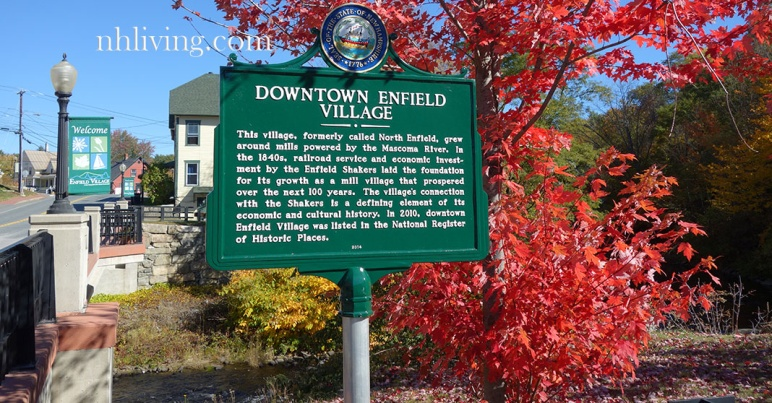 nhliving.com
SEAL OF THE STATE OF NEW HAMPSHIRE
1776
DOWNTOWN ENFIELD
VILLAGE
This village, formerly called North Enfield, grew
around mills powered by the Mascoma River. In
the 1840s, railroad service and economic invest-
ment by the Enfield Shakers laid the foundation
for its growth as a mill village that prospered
over the next 100 years. The village's connection
with the Shakers is a defining element of its
economic and cultural history. In 2010, downtown
Enfield Village was listed in the National Register
of Historic Places.
2014
Welcome
ENFIELD VILLAGE